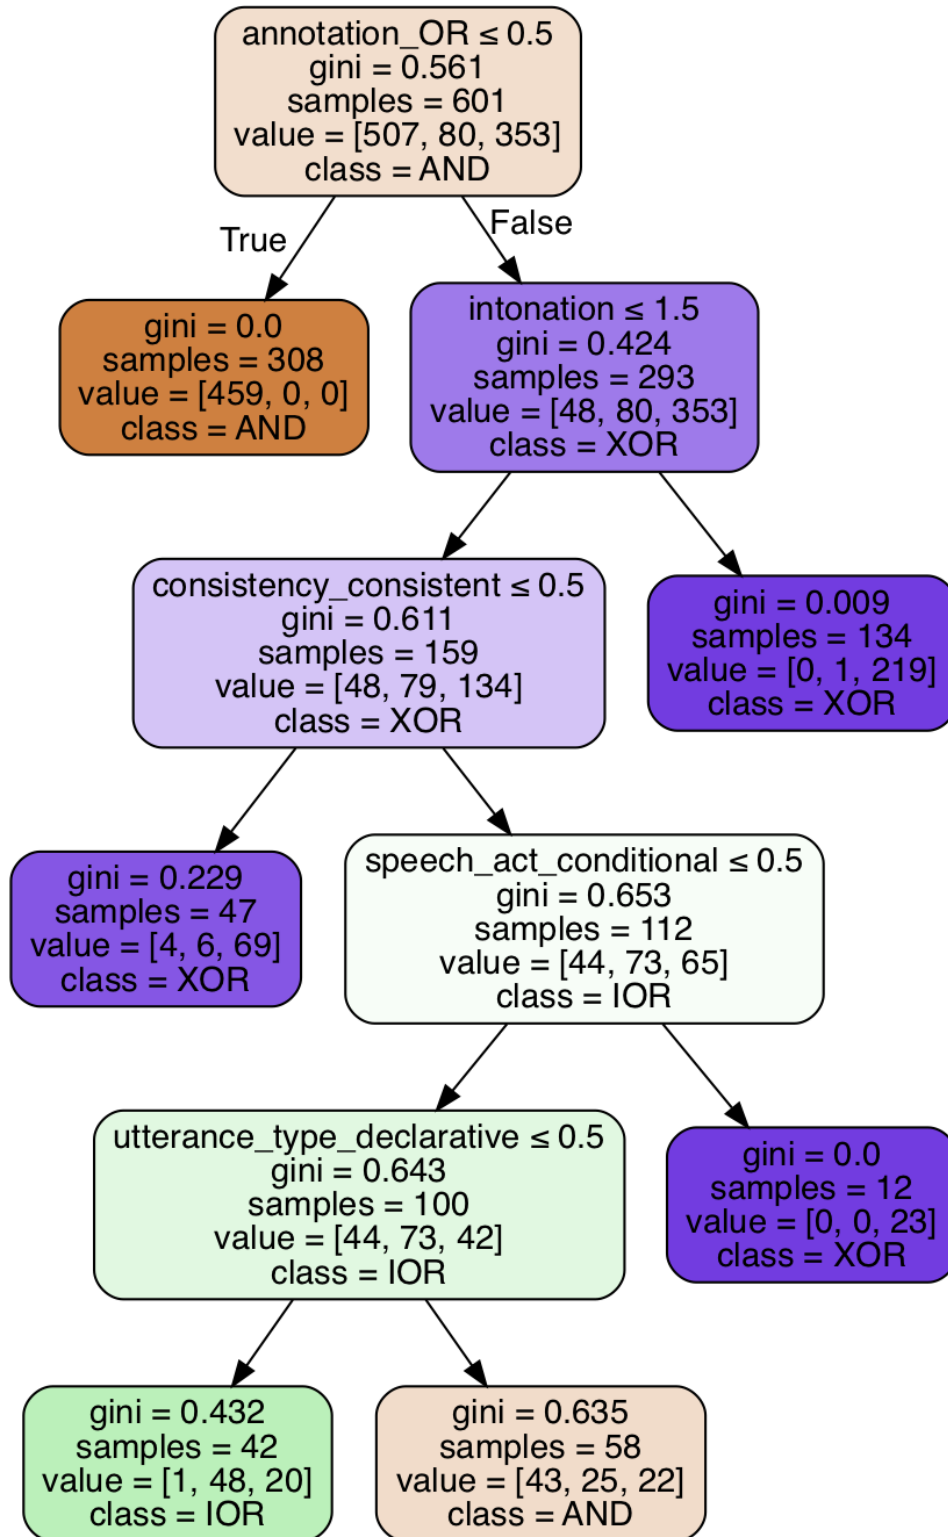 annotation_OR ≤ 0.5
gini = 0.561
samples = 601
value = [507, 80, 353]
class = AND
True
False
gini = 0.0
samples = 308
value = [459, 0, 0]
class = AND
intonation ≤ 1.5
gini = 0.424
samples = 293
value = [48, 80, 353]
class = XOR
consistency_consistent ≤ 0.5
gini = 0.611
samples = 159
value = [48, 79, 134]
class = XOR
gini = 0.009
samples = 134
value = [0, 1, 219]
class = XOR
gini = 0.229
samples = 47
value = [4, 6, 69]
class = XOR
speech_act_conditional ≤ 0.5
gini = 0.653
samples = 112
value = [44, 73, 65]
class = IOR
utterance_type_declarative ≤ 0.5
gini = 0.643
samples = 100
value = [44, 73, 42]
class = IOR
gini = 0.0
samples = 12
value = [0, 0, 23]
class = XOR
gini = 0.432
samples = 42
value = [1, 48, 20]
class = IOR
gini = 0.635
samples = 58
value = [43, 25, 22]
class = AND